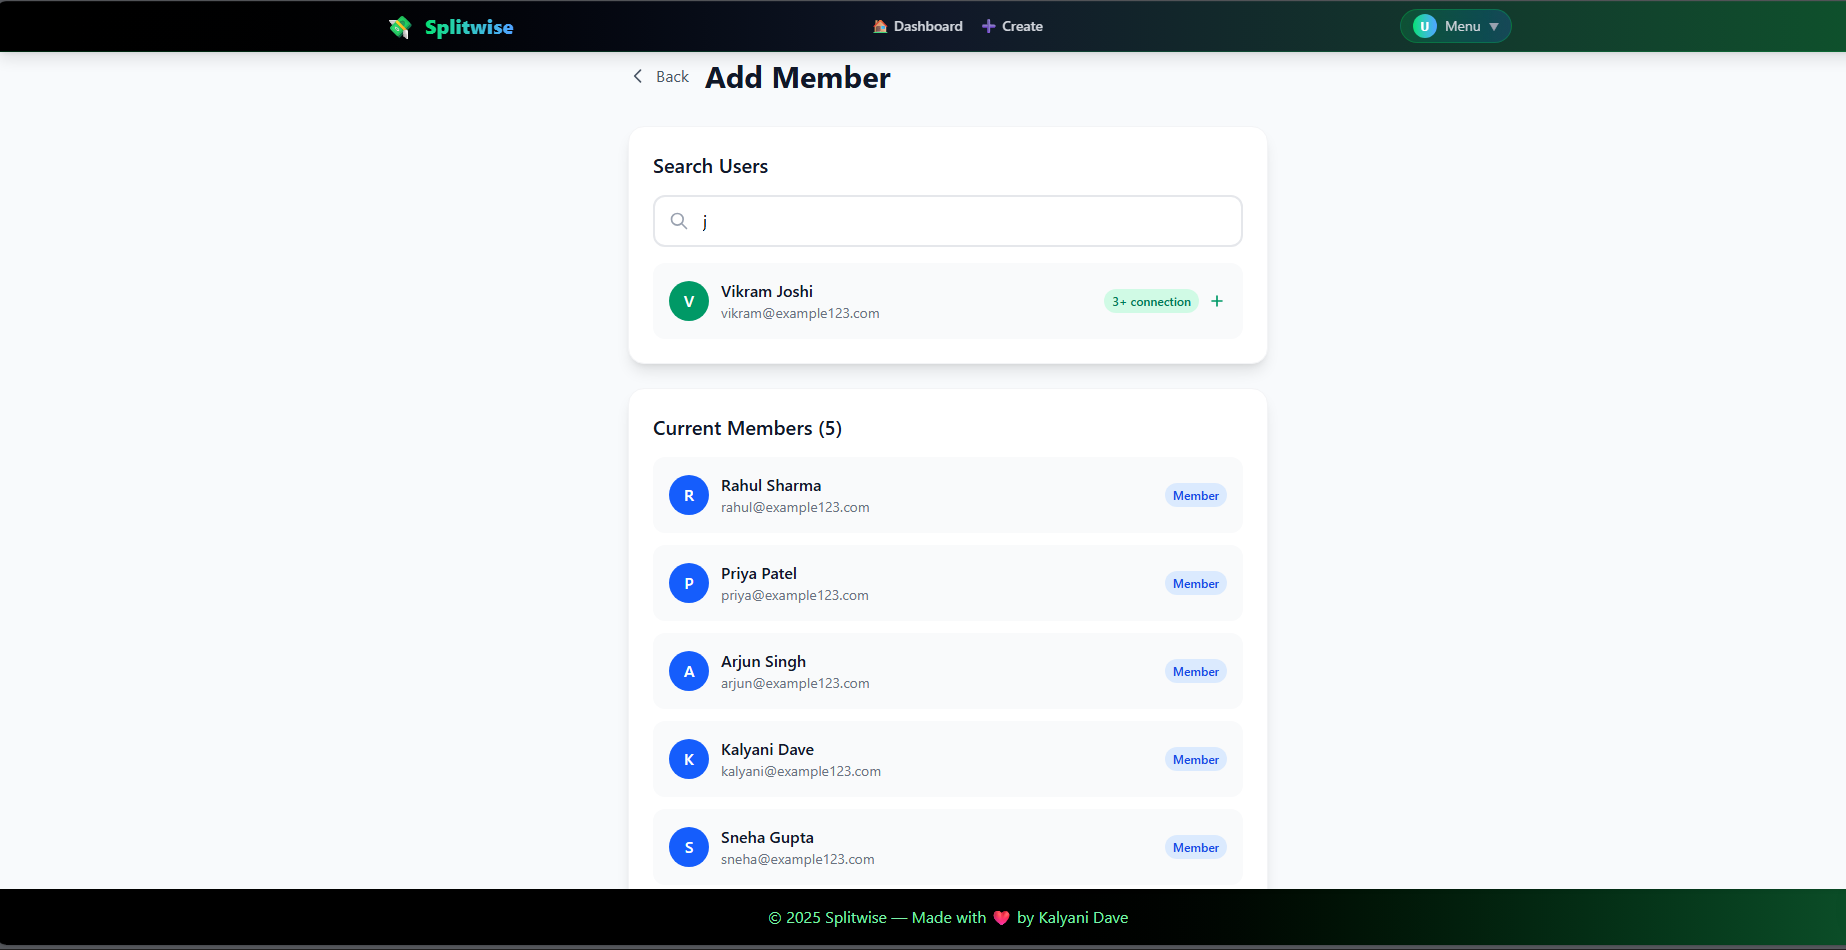 Splitwise
Dashboard
Create
U Menu ▼
Back
Add Member
Search Users
j
V
Vikram Joshi
vikram@example123.com
3+ connection +
Current Members (5)
R
Rahul Sharma
rahul@example123.com
Member
P
Priya Patel
priya@example123.com
Member
A
Arjun Singh
arjun@example123.com
Member
K
Kalyani Dave
kalyani@example123.com
Member
S
Sneha Gupta
sneha@example123.com
Member
© 2025 Splitwise — Made with ❤️ by Kalyani Dave